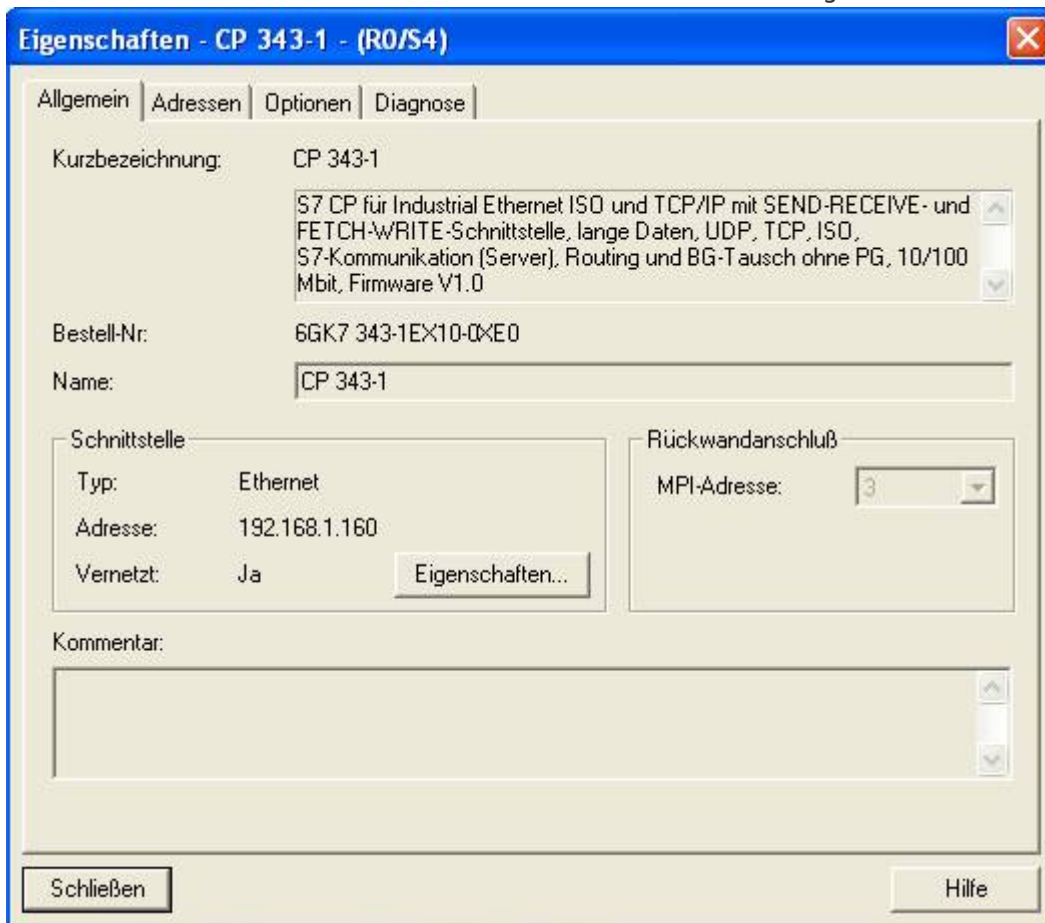 Eigenschaften - CP 343-1 - (R0/S4)
Allgemein Adressen Optionen Diagnose
Kurzbezeichnung: CP 343-1
S7 CP für Industrial Ethernet ISO und TCP/IP mit SEND-RECEIVE- und
FETCH-WRITE-Schnittstelle, lange Daten, UDP, TCP, ISO,
S7-Kommunikation (Server), Routing und BG-Tausch ohne PG, 10/100
Mbit, Firmware V1.0
Bestell-Nr: 6GK7 343-1EX10-0XE0
Name: CP 343-1
Schnittstelle
Typ: Ethernet
Adresse: 192.168.1.160
Vernetzt: Ja Eigenschaften...
Rückwandanschluß
MPI-Adresse: 3
Kommentar:
Schließen Hilfe